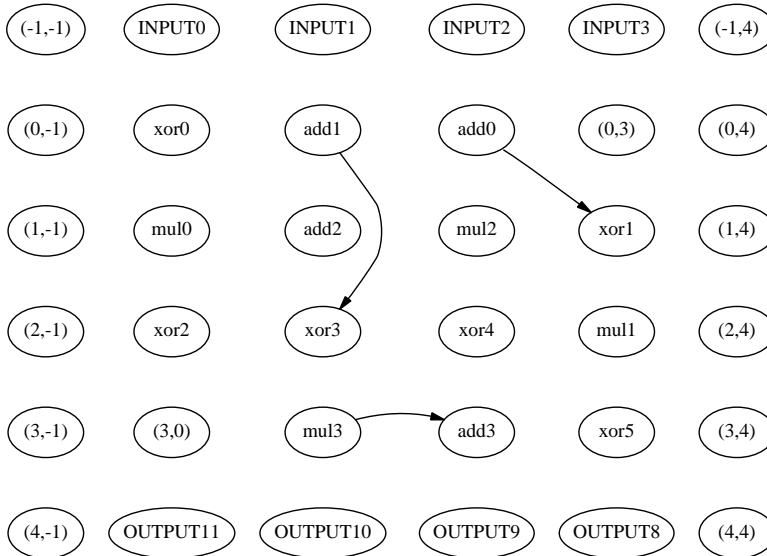 (-1,-1) INPUT0 INPUT1 INPUT2 INPUT3 (-1,4)
(0,-1) xor0 add1 add0 (0,3) (0,4)
(1,-1) mul0 add2 mul2 xor1 (1,4)
(2,-1) xor2 xor3 xor4 mul1 (2,4)
(3,-1) (3,0) mul3 add3 xor5 (3,4)
(4,-1) OUTPUT11 OUTPUT10 OUTPUT9 OUTPUT8 (4,4)